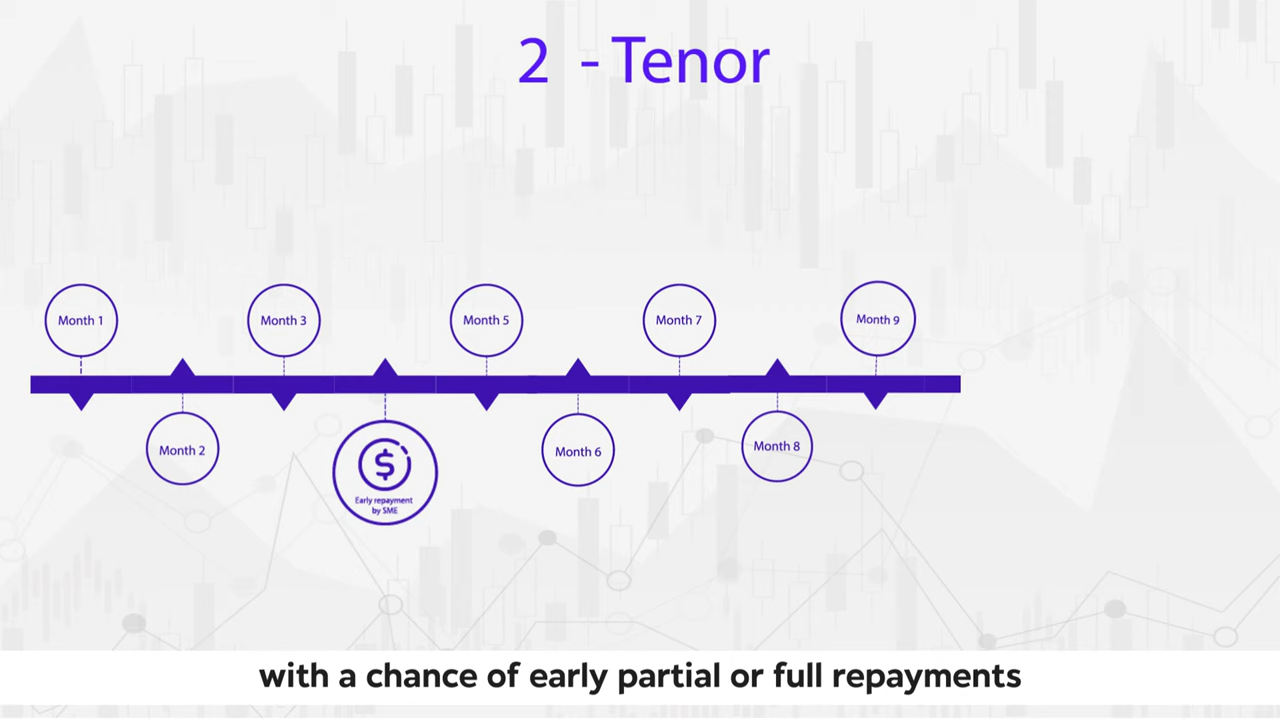 2 - Tenor
Month 1
Month 3
Month 5
Month 7
Month 9
Month 2
Early repayment
by SME
Month 6
Month 8
with a chance of early partial or full repayments